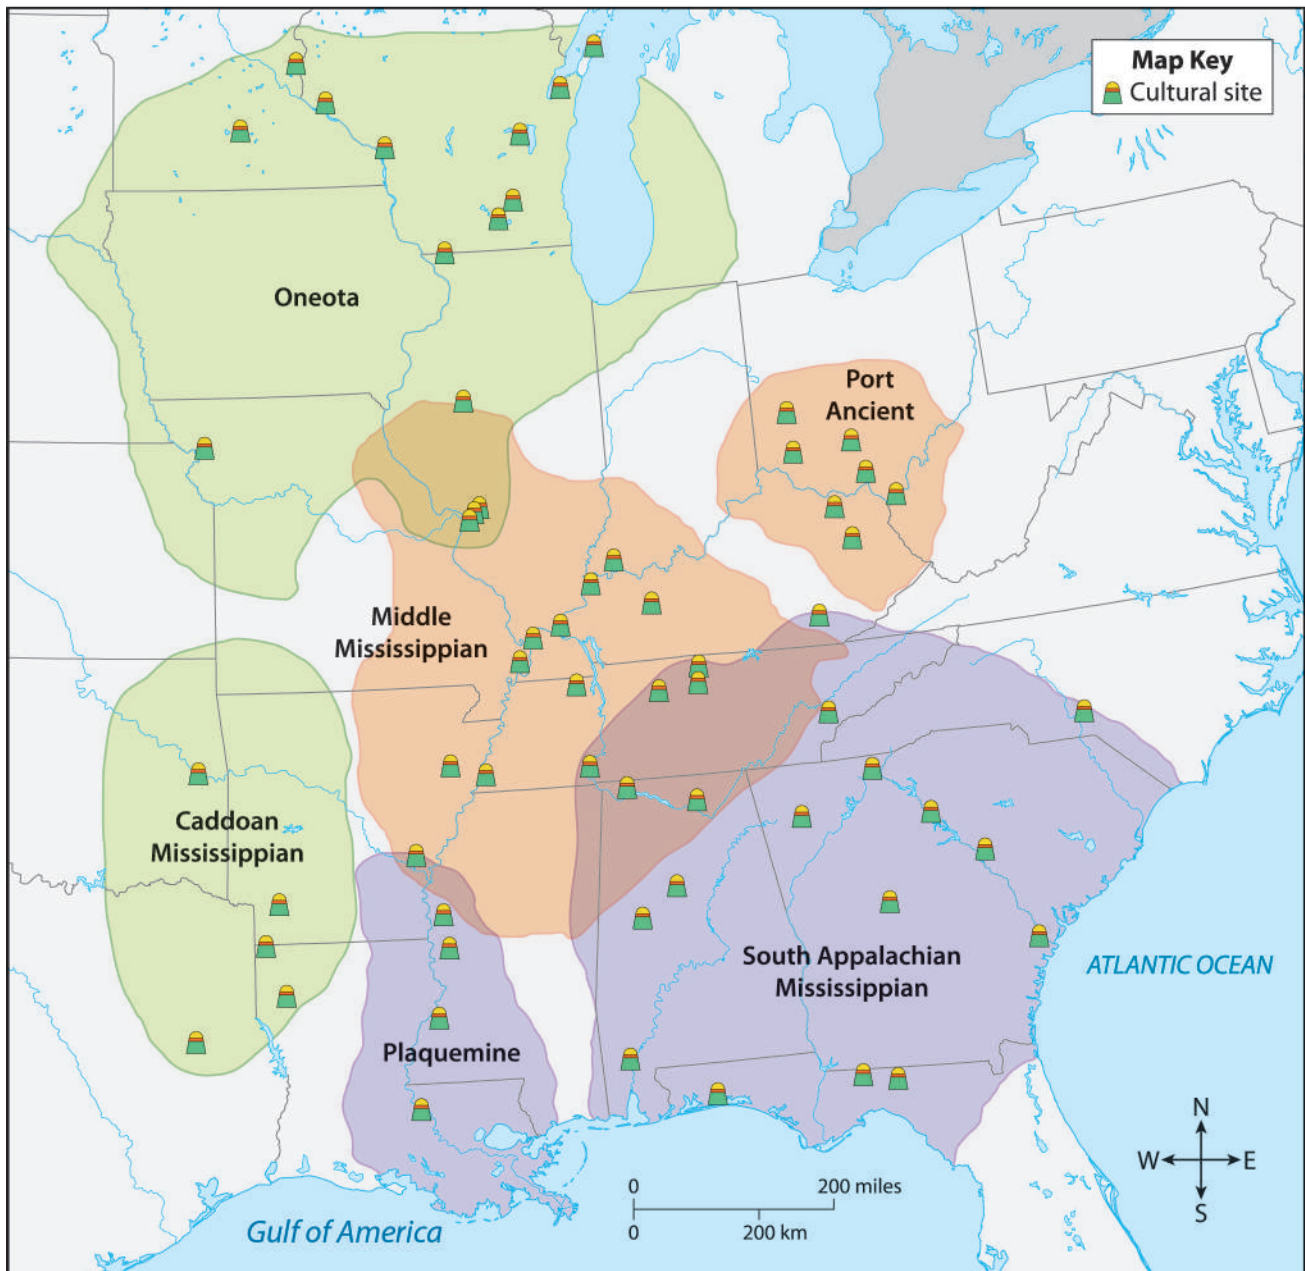 Map Key
Cultural site
Oneota
Port
Ancient
Middle
Mississippian
Caddoan
Mississippian
South Appalachian
Mississippian
ATLANTIC OCEAN
Plaquemine
N
W E
S
0 200 miles
0 200 km
Gulf of America